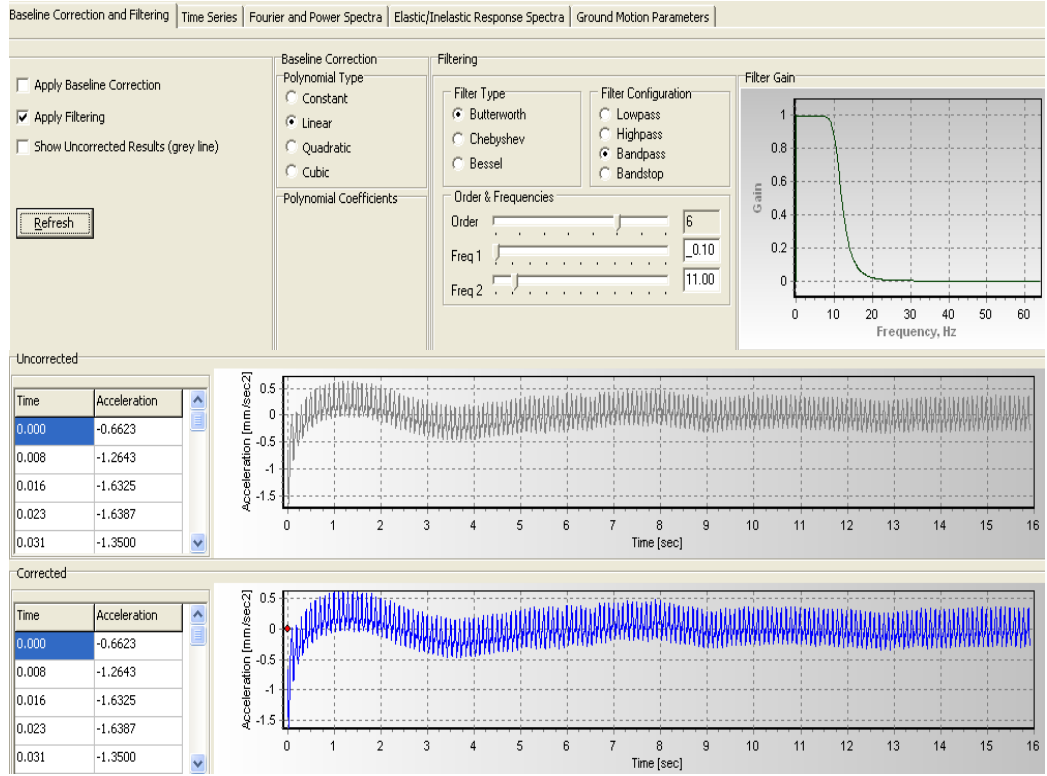 Baseline Correction and Filtering Time Series Fourier and Power Spectra Elastic/Inelastic Response Spectra Ground Motion Parameters
Apply Baseline Correction
Apply Filtering
Show Uncorrected Results (grey line)
Refresh
Baseline Correction
Polynomial Type
Constant
Linear
Quadratic
Cubic
Polynomial Coefficients
Filtering
Filter Type
Butterworth
Chebyshev
Bessel
Filter Configuration
Lowpass
Highpass
Bandpass
Bandstop
Order & Frequencies
Order 6
Freq 1 _0.10
Freq 2 11.00
Filter Gain
Gain
1
0.8
0.6
0.4
0.2
0
0 10 20 30 40 50 60
Frequency, Hz
Uncorrected
Time Acceleration
0.000 -0.6623
0.008 -1.2643
0.016 -1.6325
0.023 -1.6387
0.031 -1.3500
Acceleration [mm/sec2]
0.5
0
-0.5
-1
-1.5
0 1 2 3 4 5 6 7 8 9 10 11 12 13 14 15 16
Time [sec]
Corrected
Time Acceleration
0.000 -0.6623
0.008 -1.2643
0.016 -1.6325
0.023 -1.6387
0.031 -1.3500
Acceleration [mm/sec2]
0.5
0
-0.5
-1
-1.5
0 1 2 3 4 5 6 7 8 9 10 11 12 13 14 15 16
Time [sec]